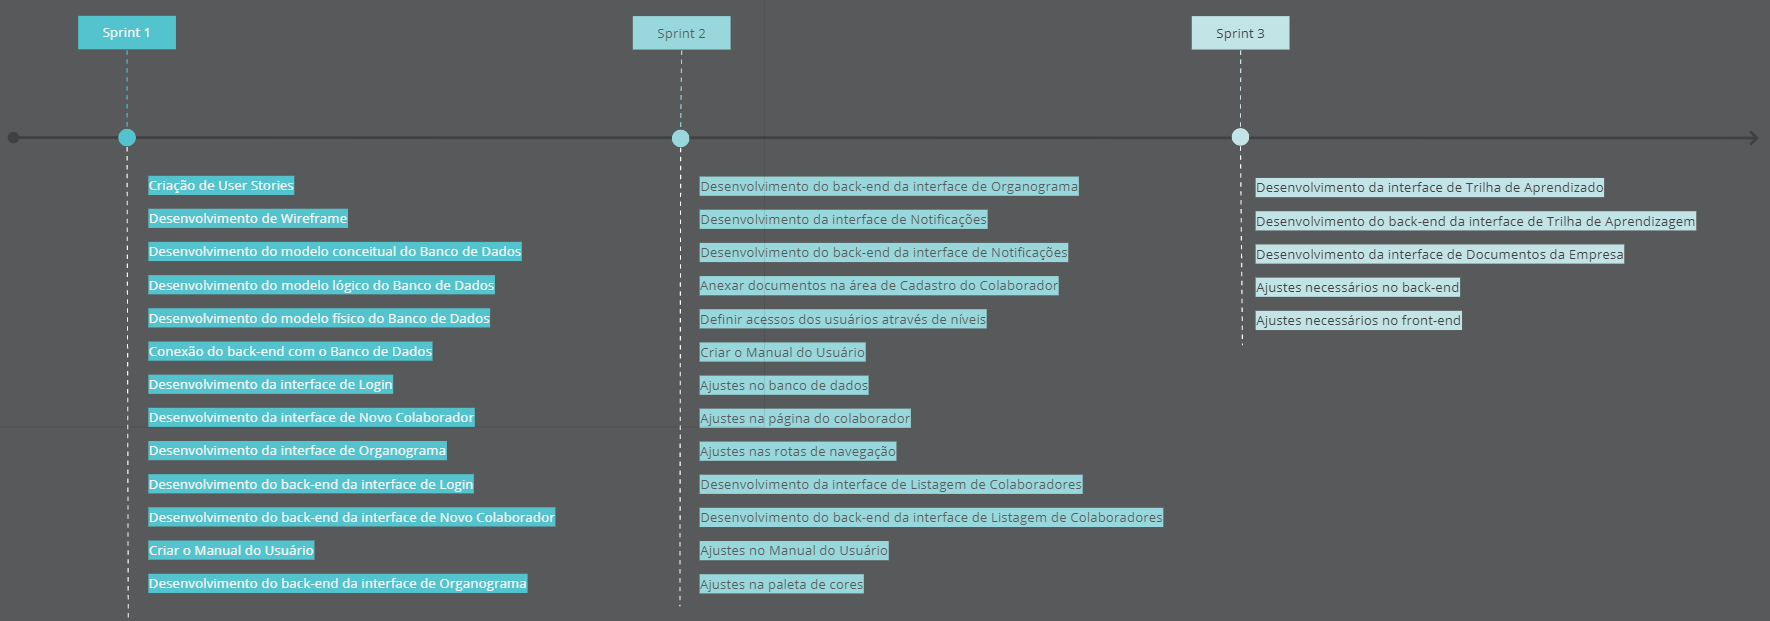 Sprint 1
Sprint 2
Sprint 3
Criação de User Stories
Desenvolvimento de Wireframe
Desenvolvimento do modelo conceitual do Banco de Dados
Desenvolvimento do modelo lógico do Banco de Dados
Desenvolvimento do modelo físico do Banco de Dados
Conexão do back-end com o Banco de Dados
Desenvolvimento da interface de Login
Desenvolvimento da interface de Novo Colaborador
Desenvolvimento da interface de Organograma
Desenvolvimento do back-end da interface de Login
Desenvolvimento do back-end da interface de Novo Colaborador
Criar o Manual do Usuário
Desenvolvimento do back-end da interface de Organograma
Desenvolvimento do back-end da interface de Organograma
Desenvolvimento da interface de Notificações
Desenvolvimento do back-end da interface de Notificações
Anexar documentos na área de Cadastro do Colaborador
Definir acessos dos usuários através de níveis
Criar o Manual do Usuário
Ajustes no banco de dados
Ajustes na página do colaborador
Ajustes nas rotas de navegação
Desenvolvimento da interface de Listagem de Colaboradores
Desenvolvimento do back-end da interface de Listagem de Colaboradores
Ajustes no Manual do Usuário
Ajustes na paleta de cores
Desenvolvimento da interface de Trilha de Aprendizado
Desenvolvimento do back-end da interface de Trilha de Aprendizagem
Desenvolvimento da interface de Documentos da Empresa
Ajustes necessários no back-end
Ajustes necessários no front-end